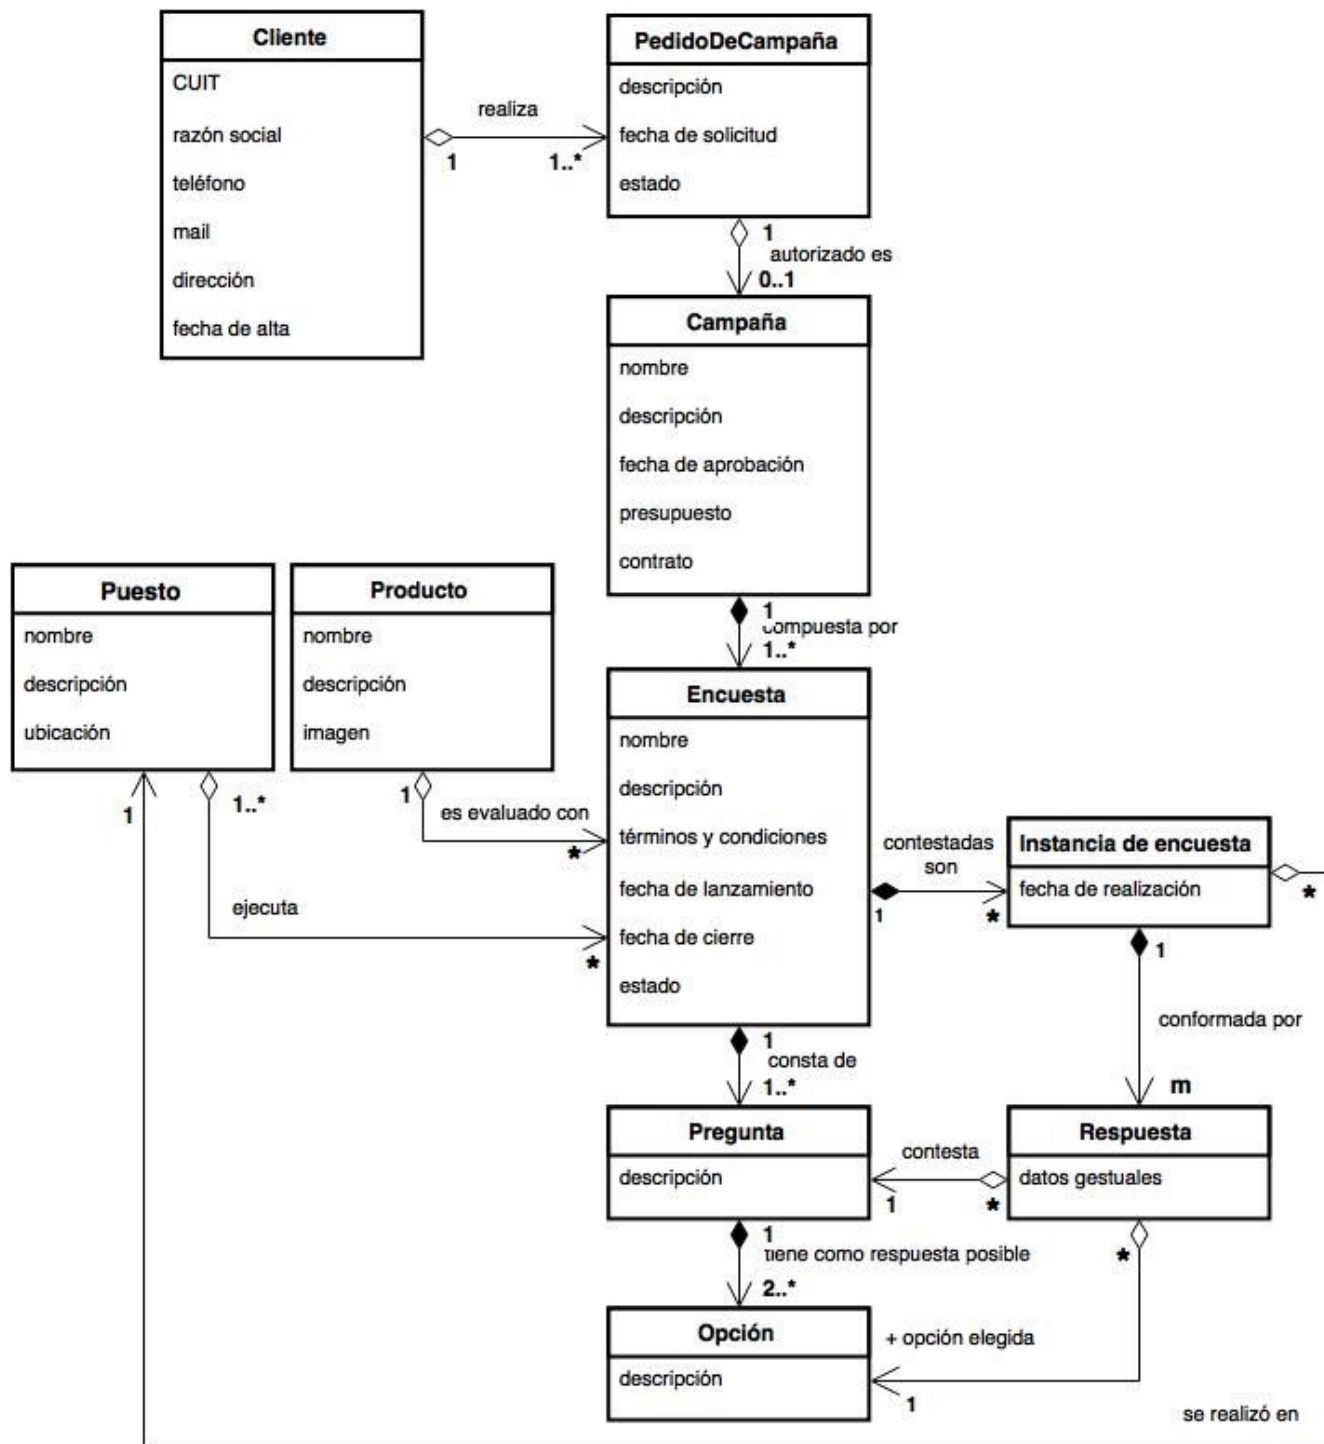 Cliente
CUIT
razón social
teléfono
mail
dirección
fecha de alta
realiza
1
1..*
PedidoDeCampaña
descripción
fecha de solicitud
estado
1
autorizado es
0..1
Campaña
nombre
descripción
fecha de aprobación
presupuesto
contrato
1
compuesta por
1..*
Puesto
nombre
descripción
ubicación
Producto
nombre
descripción
imagen
1
1..*
1
es evaluado con
*
ejecuta
*
Encuesta
nombre
descripción
términos y condiciones
fecha de lanzamiento
fecha de cierre
estado
contestadas
son
1
*
Instancia de encuesta
fecha de realización
*
1
conformada por
m
1
consta de
1..*
Pregunta
descripción
contesta
1
*
Respuesta
datos gestuales
*
1
tiene como respuesta posible
2..*
Opción
descripción
+ opción elegida
1
se realizó en